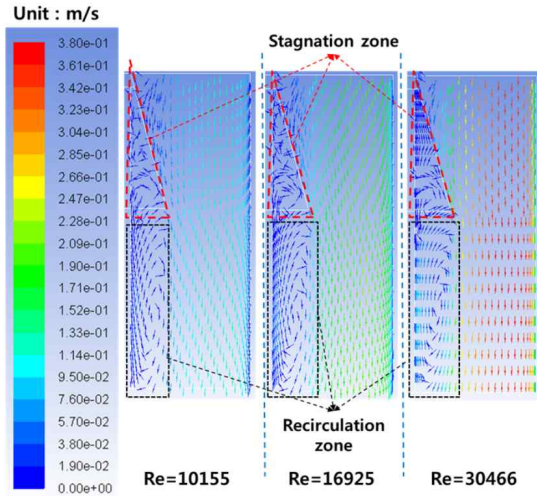 Unit : m/s
Stagnation zone
3.80e-01
3.61e-01
3.42e-01
3.23e-01
3.04e-01
2.85e-01
2.66e-01
2.47e-01
2.28e-01
2.09e-01
1.90e-01
1.71e-01
1.52e-01
1.33e-01
1.14e-01
9.50e-02
7.60e-02
5.70e-02
3.80e-02
1.90e-02
0.00e+00
Recirculation
zone
Re=10155
Re=16925
Re=30466